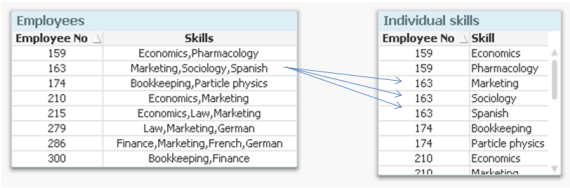 Employees
Employee No Skills
159 Economics,Pharmacology
163 Marketing,Sociology,Spanish
174 Bookkeeping,Particle physics
210 Economics,Marketing
215 Economics,Law,Marketing
279 Law,Marketing,German
286 Finance,Marketing,French,German
300 Bookkeeping,Finance
Individual skills
Employee No Skill
159 Economics
159 Pharmacology
163 Marketing
163 Sociology
163 Spanish
174 Bookkeeping
174 Particle physics
210 Economics
210 Marketing